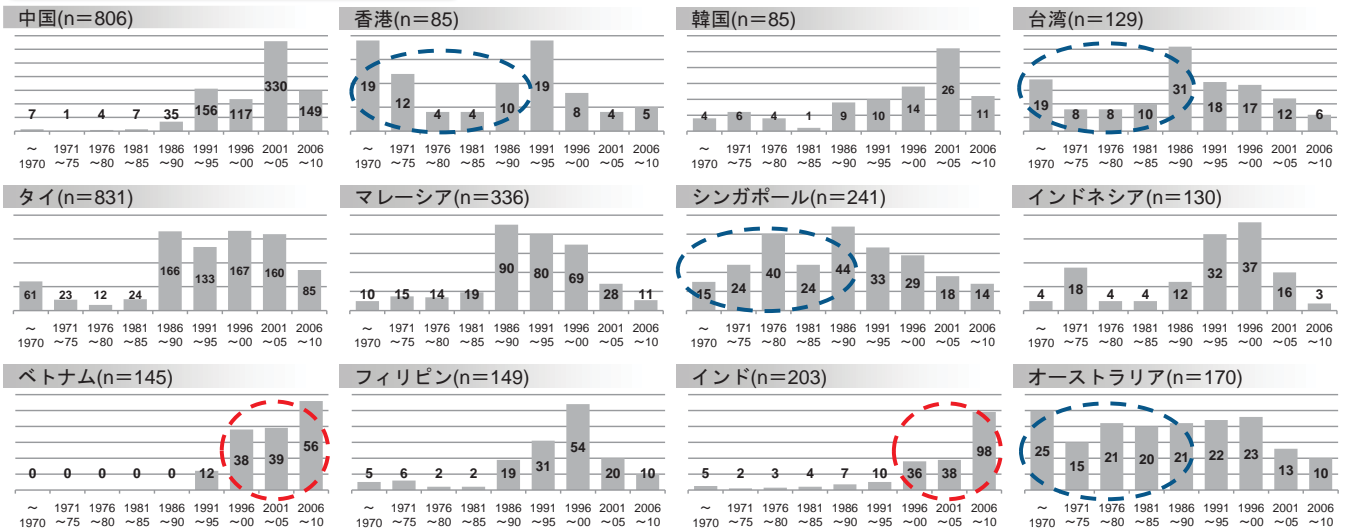 中国(n＝806)
7 1 4 7 35 156 117 330 149
～1970 1971～75 1976～80 1981～85 1986～90 1991～95 1996～00 2001～05 2006～10
香港(n＝85)
19 12 4 4 10 19 8 4 5
～1970 1971～75 1976～80 1981～85 1986～90 1991～95 1996～00 2001～05 2006～10
韓国(n＝85)
4 6 4 1 9 10 14 26 11
～1970 1971～75 1976～80 1981～85 1986～90 1991～95 1996～00 2001～05 2006～10
台湾(n＝129)
19 8 8 10 31 18 17 12 6
～1970 1971～75 1976～80 1981～85 1986～90 1991～95 1996～00 2001～05 2006～10
タイ(n＝831)
61 23 12 24 166 133 167 160 85
～1970 1971～75 1976～80 1981～85 1986～90 1991～95 1996～00 2001～05 2006～10
マレーシア(n＝336)
10 15 14 19 90 80 69 28 11
～1970 1971～75 1976～80 1981～85 1986～90 1991～95 1996～00 2001～05 2006～10
シンガポール(n＝241)
15 24 40 24 44 33 29 18 14
～1970 1971～75 1976～80 1981～85 1986～90 1991～95 1996～00 2001～05 2006～10
インドネシア(n＝130)
4 18 4 4 12 32 37 16 3
～1970 1971～75 1976～80 1981～85 1986～90 1991～95 1996～00 2001～05 2006～10
ベトナム(n＝145)
0 0 0 0 0 12 38 39 56
～1970 1971～75 1976～80 1981～85 1986～90 1991～95 1996～00 2001～05 2006～10
フィリピン(n＝149)
5 6 2 2 19 31 54 20 10
～1970 1971～75 1976～80 1981～85 1986～90 1991～95 1996～00 2001～05 2006～10
インド(n＝203)
5 2 3 4 7 10 36 38 98
～1970 1971～75 1976～80 1981～85 1986～90 1991～95 1996～00 2001～05 2006～10
オーストラリア(n＝170)
25 15 21 20 21 22 23 13 10
～1970 1971～75 1976～80 1981～85 1986～90 1991～95 1996～00 2001～05 2006～10